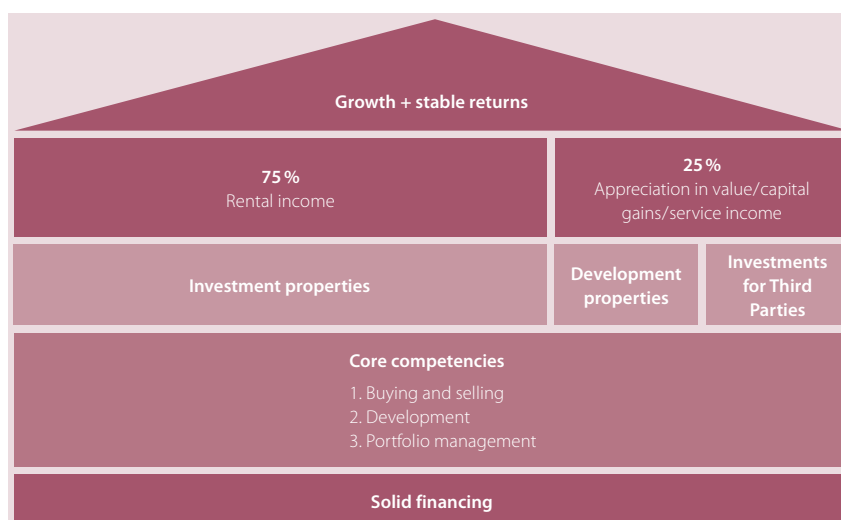 Growth + stable returns
75 %
Rental income
25 %
Appreciation in value/capital
gains/service income
Investment properties
Development
properties
Investments
for Third
Parties
Core competencies
1. Buying and selling
2. Development
3. Portfolio management
Solid financing